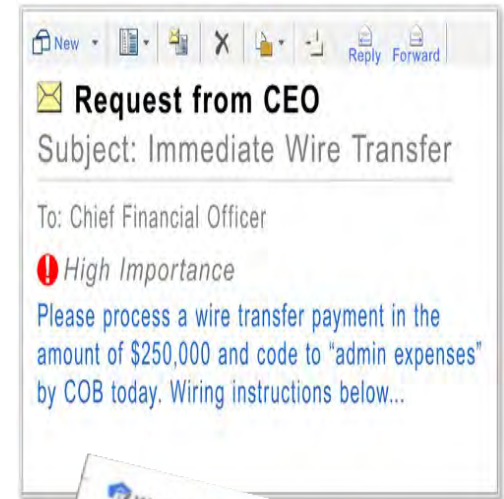 New
Reply Forward
Request from CEO
Subject: Immediate Wire Transfer
To: Chief Financial Officer
High Importance
Please process a wire transfer payment in the
amount of $250,000 and code to “admin expenses”
by COB today. Wiring instructions below...